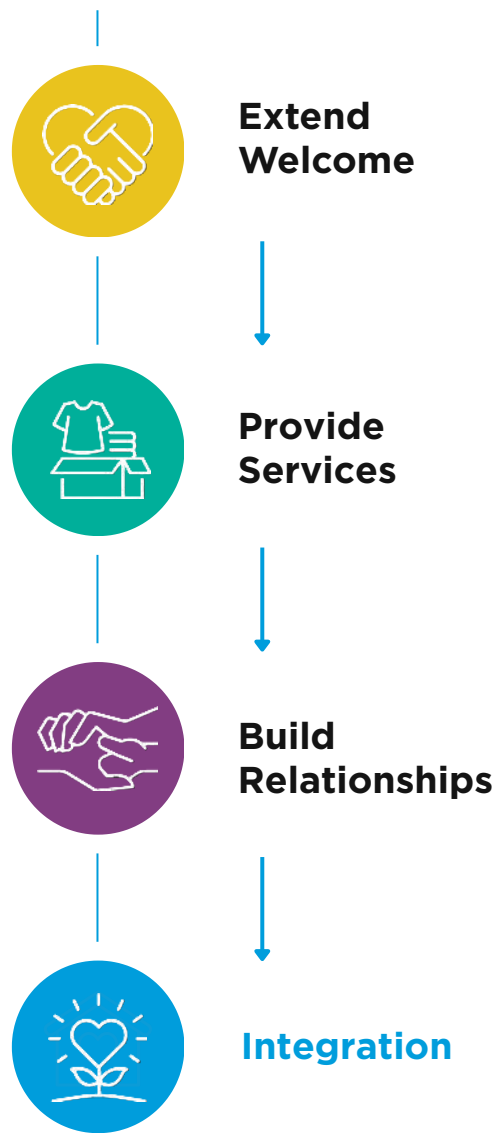 Extend
Welcome
Provide
Services
Build
Relationships
Integration